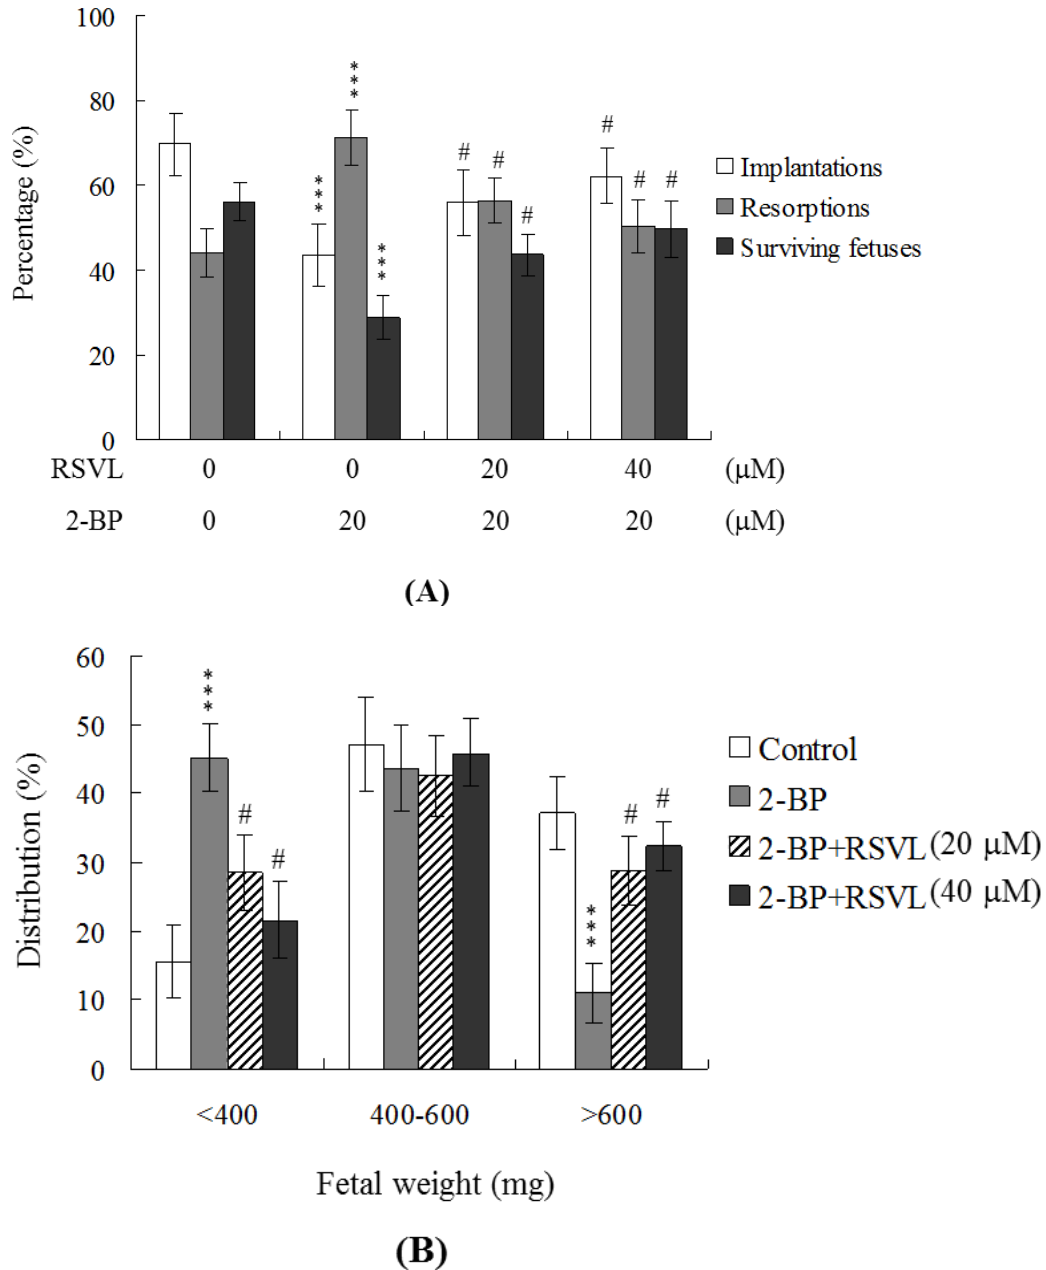 100
80
60
40
20
0
Percentage (%)
***
***
***
# # #
# # #
Implantations
Resorptions
Surviving fetuses
RSVL 0 0 20 40 (μM)
2-BP 0 20 20 20 (μM)
(A)
60
50
40
30
20
10
0
Distribution (%)
***
# #
***
# #
Control
2-BP
2-BP+RSVL (20 μM)
2-BP+RSVL (40 μM)
<400 400-600 >600
Fetal weight (mg)
(B)